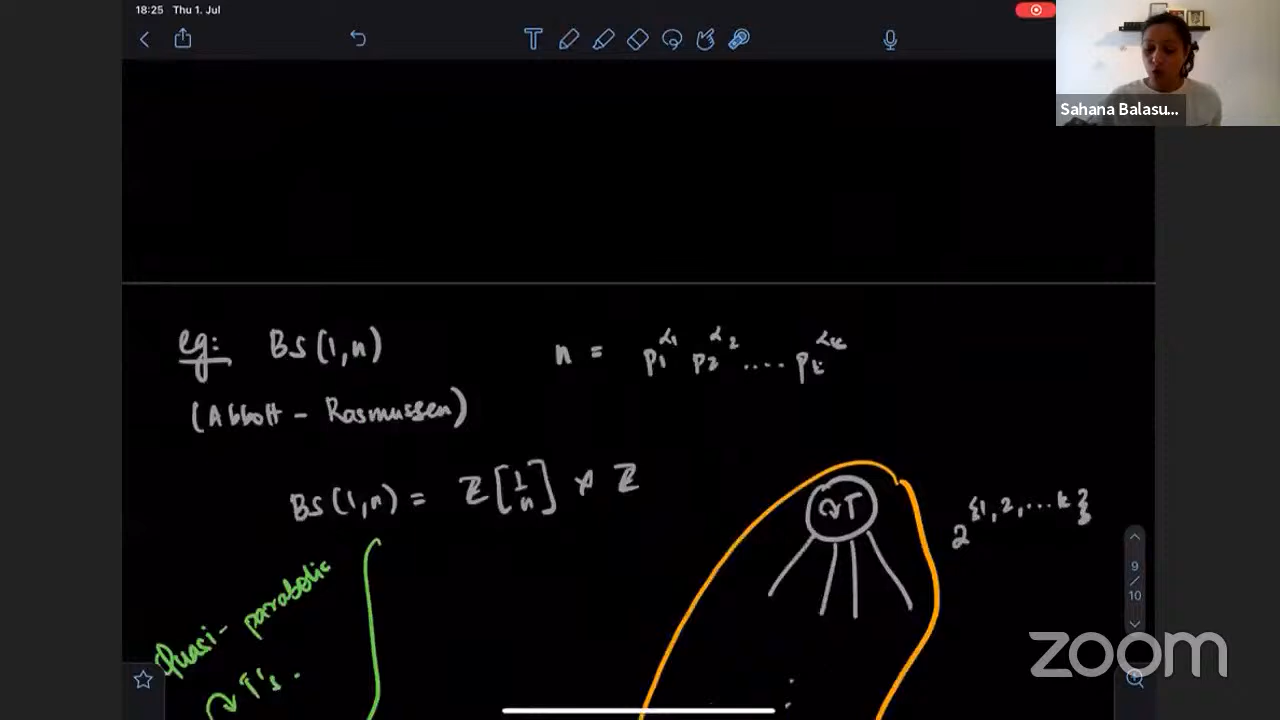 18:25 Thu 1. Jul
Sahana Balasu...
eg: BS(1,n) n = p₁^α₁ p₂^α₂ .... pₖ^αₖ
(Abbott - Rasmussen)
BS(1,n) = ℤ[1/n] ⋊ ℤ
↷T 2^{1, 2, ... k}
Quasi-parabolic
↷ T's.
9
/
10
zoom